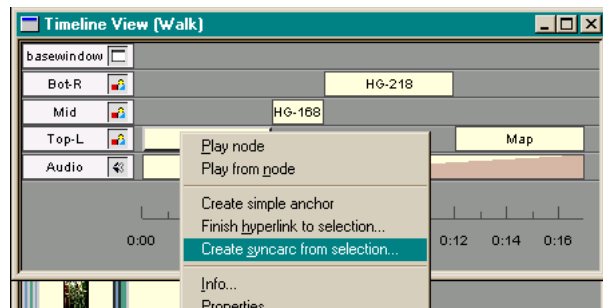 Timeline View (Walk)
basewindow
Bot-R
HG-218
Mid
HG-168
Top-L
Map
Audio
Play node
Play from node
Create simple anchor
Finish hyperlink to selection...
0:00
0:12
0:14
0:16
Create syncarc from selection...
Info...
Properties